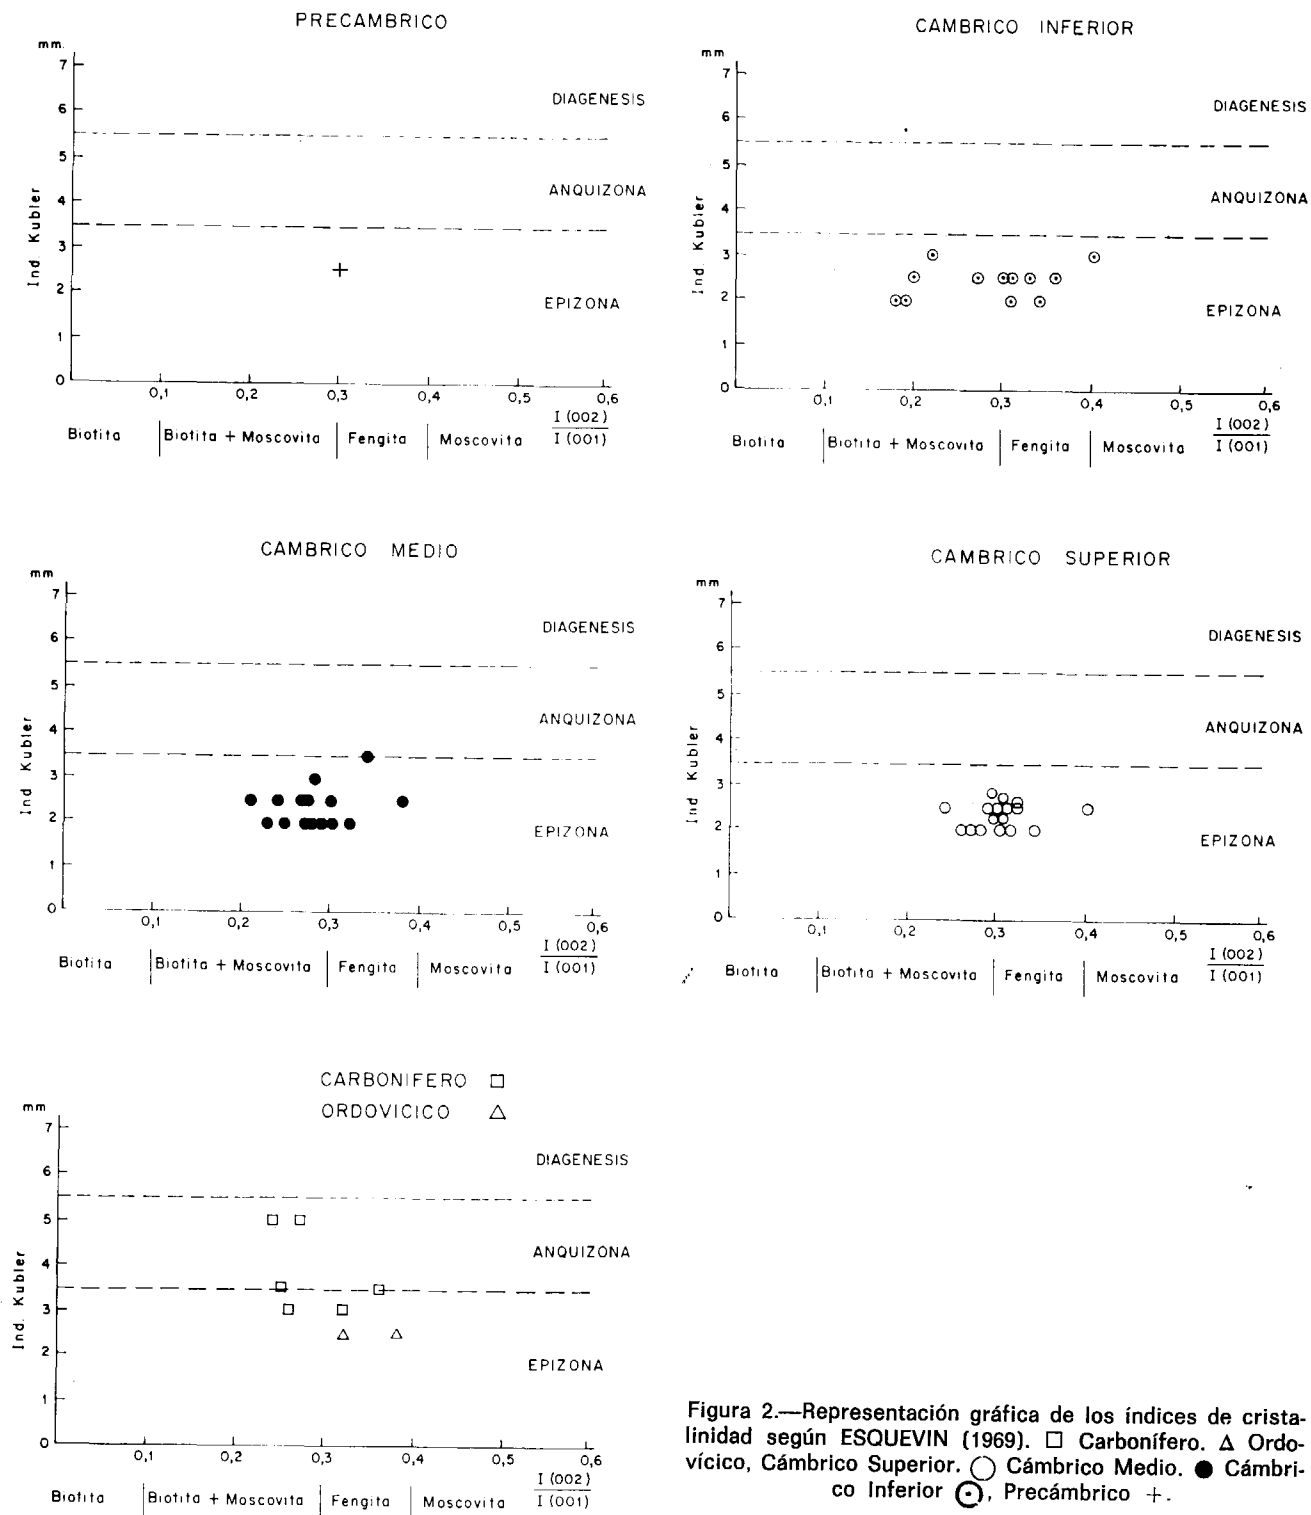 PRECAMBRICO
mm.
7
6
5
4
3
2
1
0
Ind Kubler
DIAGENESIS
ANQUIZONA
EPIZONA
0,1 0,2 0,3 0,4 0,5 0,6
Biotita Biotita + Moscovita Fengita Moscovita I (002)
I (001)
CAMBRICO INFERIOR
mm
7
6
5
4
3
2
1
0
Ind. Kubler
DIAGENESIS
ANQUIZONA
EPIZONA
0,1 0,2 0,3 0,4 0,5 0,6
Biotita Biotita + Moscovita Fengita Moscovita I (002)
I (001)
CAMBRICO MEDIO
mm
7
6
5
4
3
2
1
0
Ind Kubler
DIAGENESIS
ANQUIZONA
EPIZONA
0,1 0,2 0,3 0,4 0,5 0,6
Biotita Biotita + Moscovita Fengita Moscovita I (002)
I (001)
CAMBRICO SUPERIOR
mm
7
6
5
4
3
2
1
0
Ind Kubler
DIAGENESIS
ANQUIZONA
EPIZONA
0,1 0,2 0,3 0,4 0,5 0,6
Biotita Biotita + Moscovita Fengita Moscovita I (002)
I (001)
CARBONIFERO □
ORDOVICICO △
mm
7
6
5
4
3
2
1
0
Ind. Kubler
DIAGENESIS
ANQUIZONA
EPIZONA
0,1 0,2 0,3 0,4 0,5 0,6
Biotita Biotita + Moscovita Fengita Moscovita I (002)
I (001)
Figura 2.—Representación gráfica de los índices de crista-
linidad según ESQUEVIN (1969). □ Carbonífero. △ Ordo-
vícico, Cámbrico Superior. ◯ Cámbrico Medio. ● Cámbri-
co Inferior ⊙, Precámbrico +.